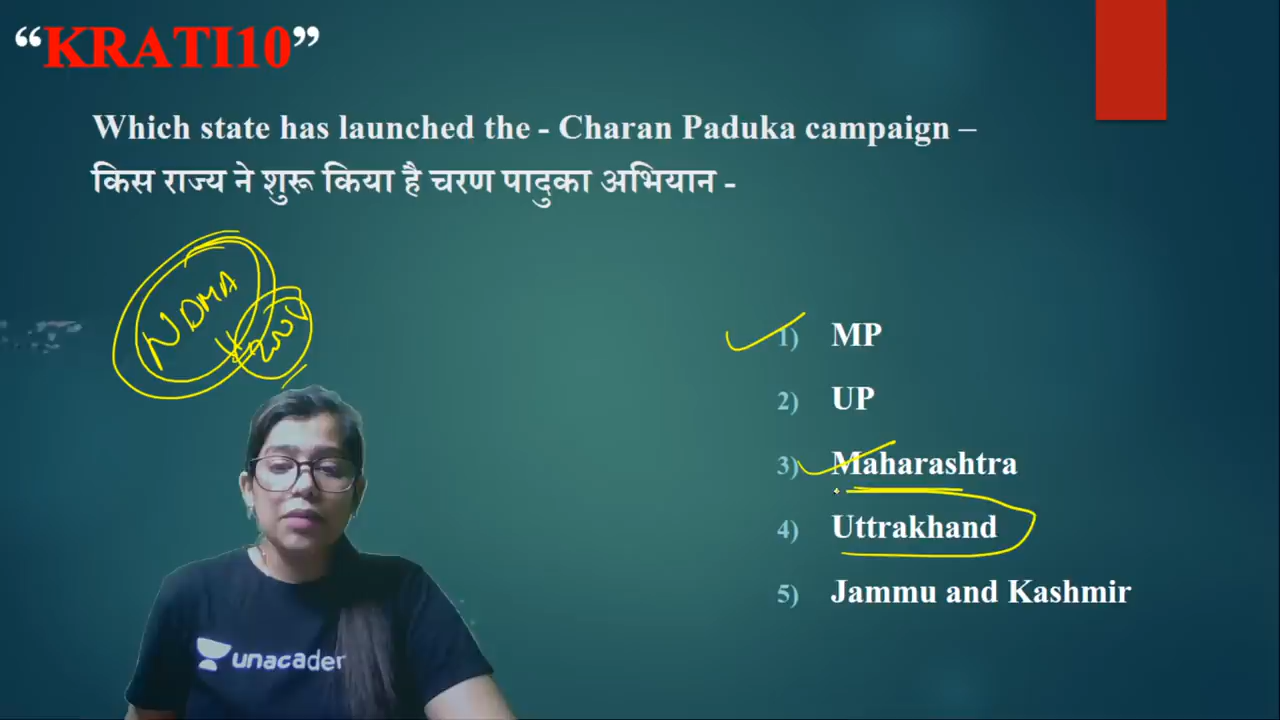 “KRATI10”
Which state has launched the - Charan Paduka campaign –
किस राज्य ने शुरू किया है चरण पादुका अभियान -
NDMA
1) MP
2) UP
3) Maharashtra
4) Uttrakhand
5) Jammu and Kashmir
unacader